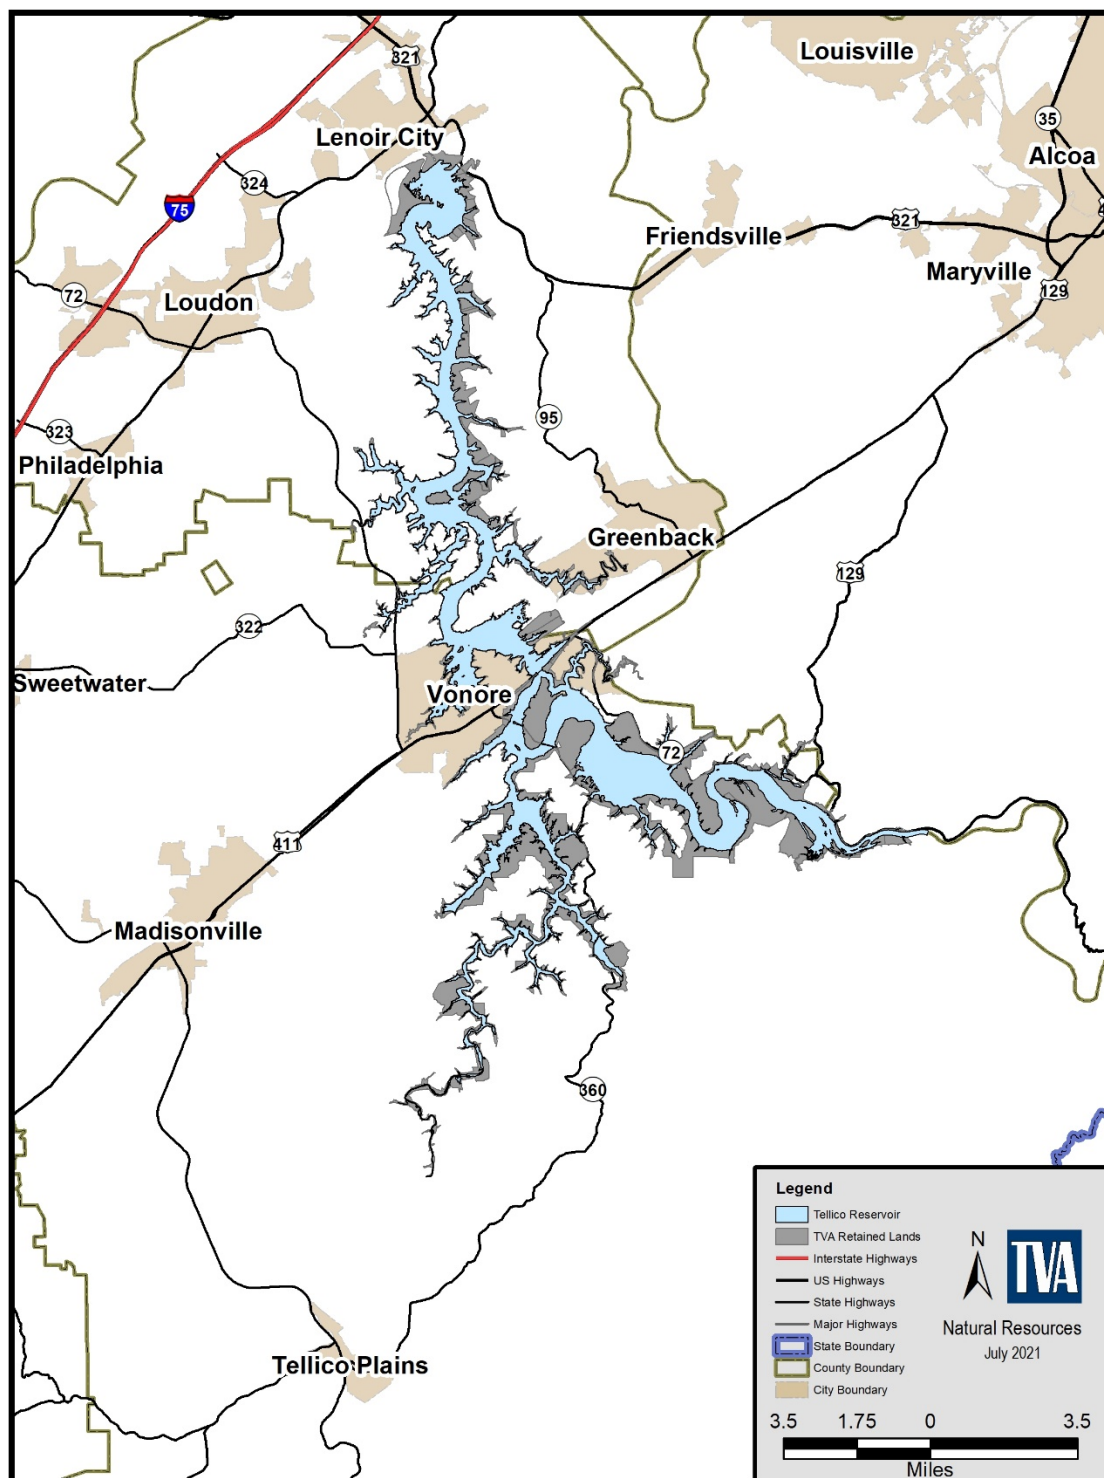 Louisville
321
35
Lenoir City
Alcoa
324
75
4
321
Friendsville
Maryville
129
72
Loudon
95
323
Philadelphia
Greenback
129
322
Sweetwater
Vonore
72
411
Madisonville
360
Tellico Plains
Legend
Tellico Reservoir
TVA Retained Lands
Interstate Highways
US Highways
State Highways
Major Highways
State Boundary
County Boundary
City Boundary
N
TVA
Natural Resources
July 2021
3.5 1.75 0 3.5
Miles